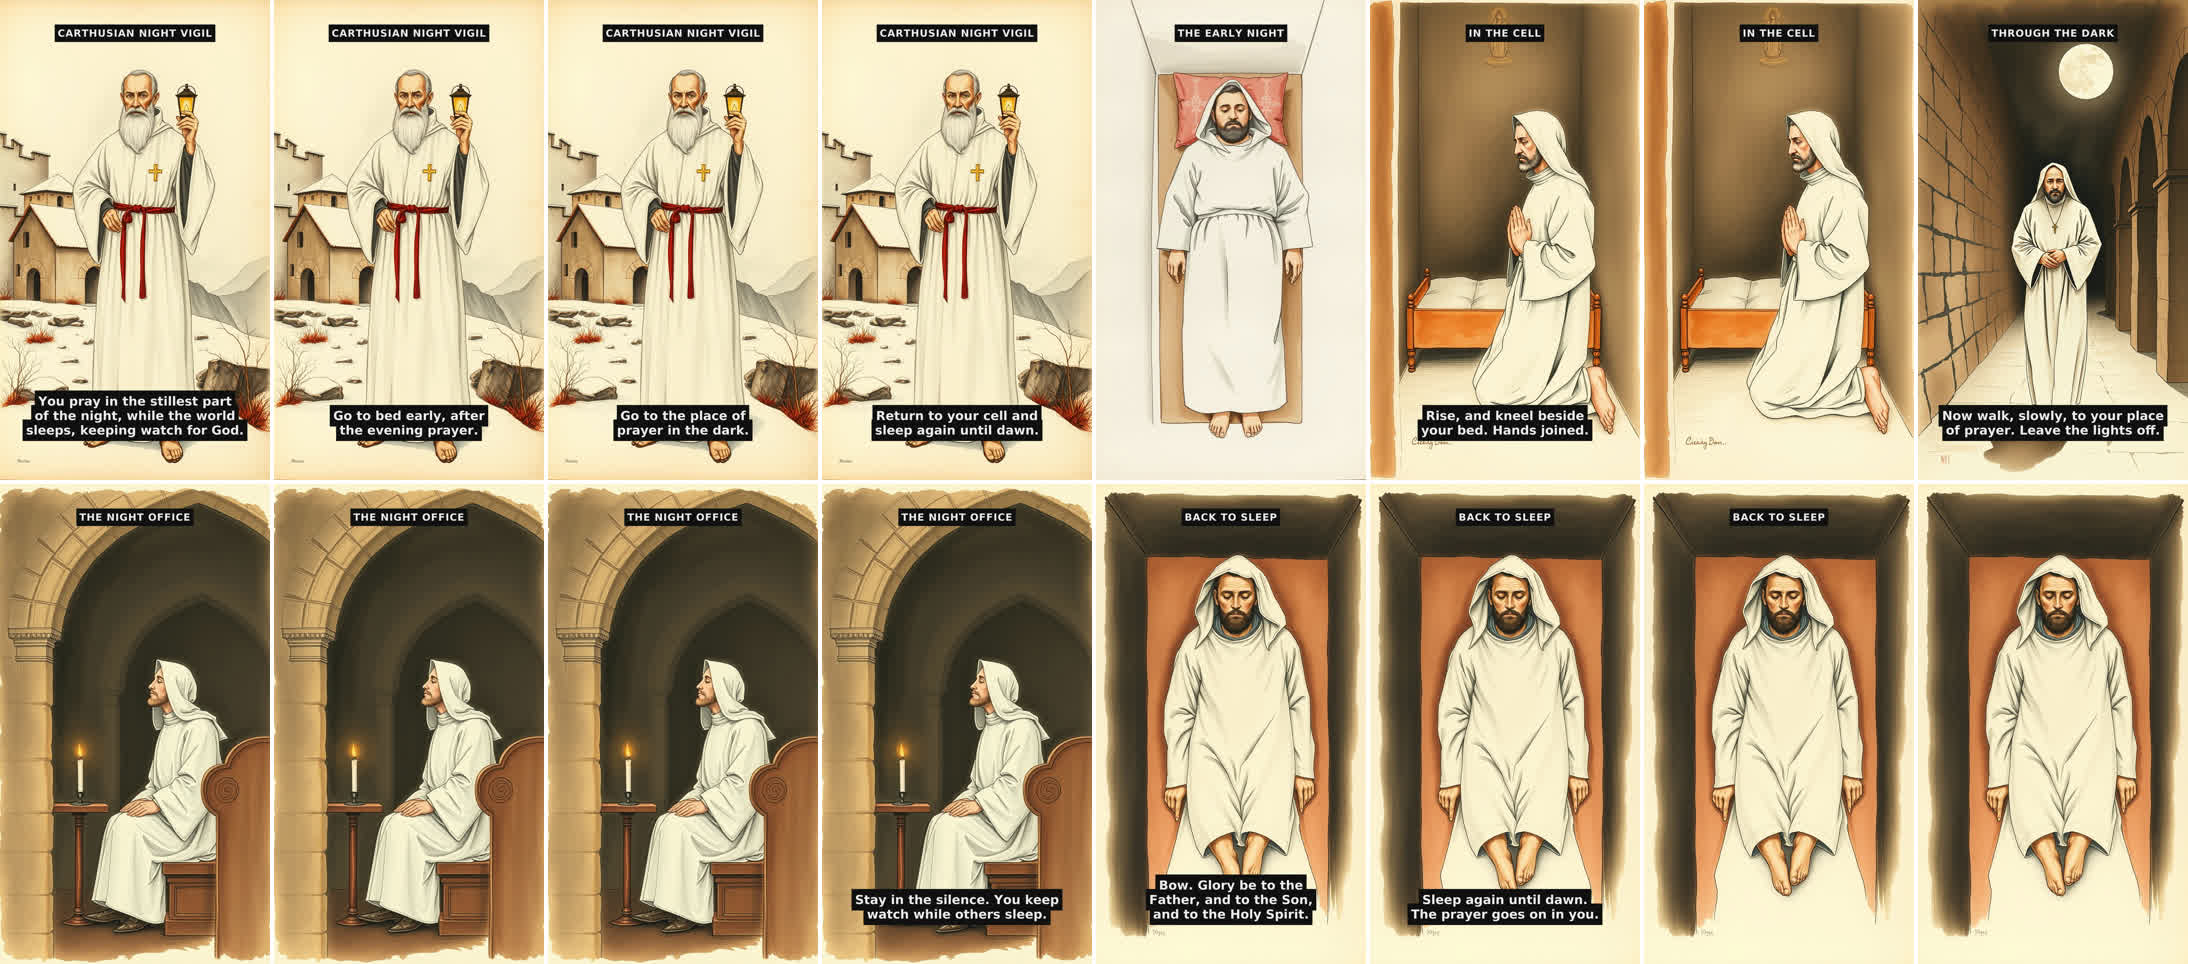 CARTHUSIAN NIGHT VIGIL
You pray in the stillest part
of the night, while the world
sleeps, keeping watch for God.
CARTHUSIAN NIGHT VIGIL
Go to bed early, after
the evening prayer.
CARTHUSIAN NIGHT VIGIL
Go to the place of
prayer in the dark.
CARTHUSIAN NIGHT VIGIL
Return to your cell and
sleep again until dawn.
THE EARLY NIGHT
IN THE CELL
Rise, and kneel beside
your bed. Hands joined.
IN THE CELL
THROUGH THE DARK
Now walk, slowly, to your place
of prayer. Leave the lights off.
THE NIGHT OFFICE
THE NIGHT OFFICE
THE NIGHT OFFICE
THE NIGHT OFFICE
Stay in the silence. You keep
watch while others sleep.
BACK TO SLEEP
Bow. Glory be to the
Father, and to the Son,
and to the Holy Spirit.
BACK TO SLEEP
Sleep again until dawn.
The prayer goes on in you.
BACK TO SLEEP